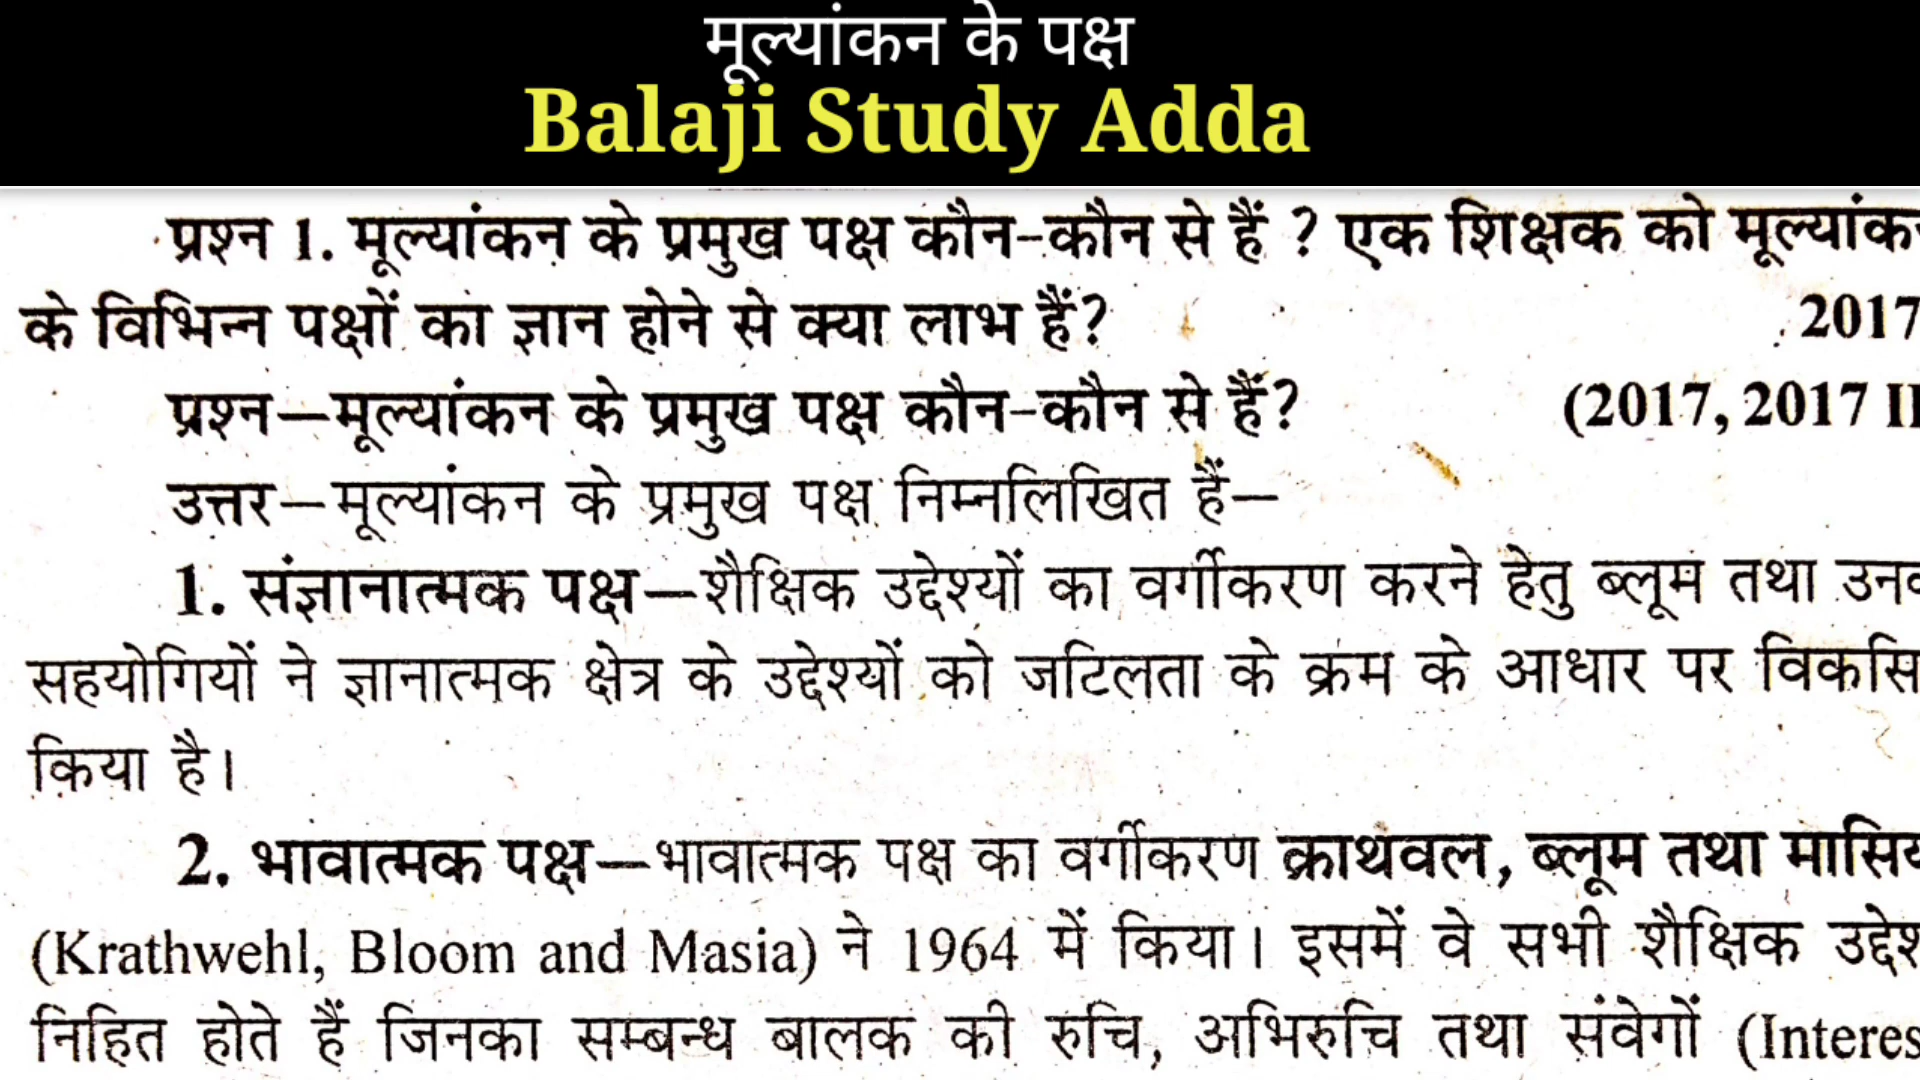 मूल्यांकन के पक्ष
Balaji Study Adda
प्रश्न 1. मूल्यांकन के प्रमुख पक्ष कौन-कौन से हैं ? एक शिक्षक को
के विभिन्न पक्षों का ज्ञान होने से क्या लाभ हैं? 2017
प्रश्न—मूल्यांकन के प्रमुख पक्ष कौन-कौन से हैं? (2017, 2017 II
उत्तर—मूल्यांकन के प्रमुख पक्ष निम्नलिखित हैं—
1. संज्ञानात्मक पक्ष—शैक्षिक उद्देश्यों का वर्गीकरण करने हेतु ब्लूम तथा
सहयोगियों ने ज्ञानात्मक क्षेत्र के उद्देश्यों को जटिलता के क्रम के आधार पर
किया है।
2. भावात्मक पक्ष—भावात्मक पक्ष का वर्गीकरण क्राथवल, ब्लूम तथा
(Krathwehl, Bloom and Masia) ने 1964 में किया। इसमें वे सभी शैक्षिक
निहित होते हैं जिनका सम्बन्ध बालक की रुचि, अभिरुचि तथा संवेगों